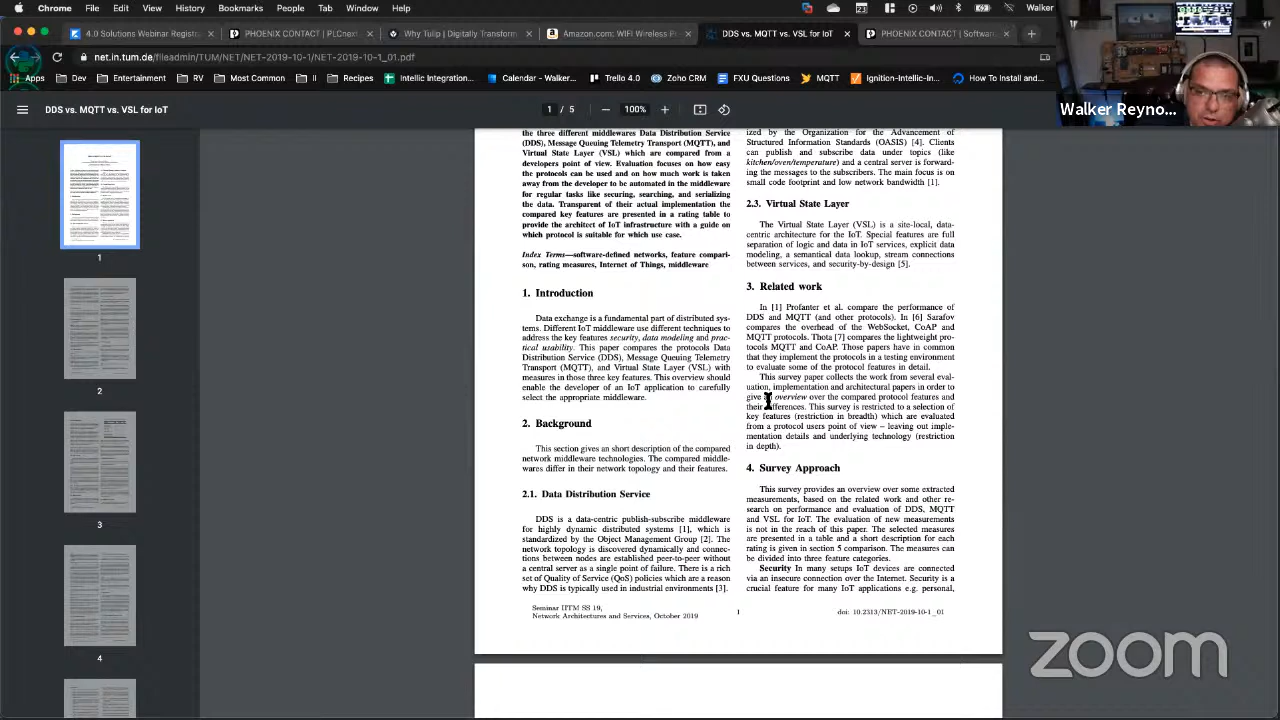 Chrome File Edit View History Bookmarks People Tab Window Help Walker
4.0 Solutions Webinar Registr
PHOENIX CONTACT | PLCnext
Why Tulip | Digitally Transform
Amazon.com: WIFI Wireless P
DDS vs. MQTT vs. VSL for IoT
PHOENIX CONTACT | Softwar
net.in.tum.de/fileadmin/TUM/NET/NET-2019-10-1/NET-2019-10-1_01.pdf
Apps Dev Entertainment RV Most Common II Recipes Intellic Integration... Calendar - Walker... Trello 4.0 Zoho CRM FXU Questions MQTT Ignition-Intellic-In... How To Install and...
DDS vs. MQTT vs. VSL for IoT
1 / 5
100%
Walker Reyno...
1
2
3
4
the three different middlewares Data Distribution Service
(DDS), Message Queuing Telemetry Transport (MQTT), and
Virtual State Layer (VSL) which are compared from a
developers point of view. Evaluation focuses on how easy
the protocols can be used and on how much work is taken
away from the developer to be automated in the middleware
for regular tasks like securing, searching, and serializing
the data. Transparent of their actual implementation the
compared key features are presented in a rating table to
provide the architect of IoT infrastructure with a guide on
which protocol is suitable for which use case.
Index Terms—software-defined networks, feature compari-
son, rating measures, Internet of Things, middleware
1. Introduction
Data exchange is a fundamental part of distributed sys-
tems. Different IoT middleware use different techniques to
address the key features security, data modeling and prac-
tical usability. This paper compares the protocols Data
Distribution Service (DDS), Message Queuing Telemetry
Transport (MQTT), and Virtual State Layer (VSL) with
measures in those three key features. This overview should
enable the developer of an IoT application to carefully
select the appropriate middleware.
2. Background
This section gives an short description of the compared
network middleware technologies. The compared middle-
wares differ in their network topology and their features.
2.1. Data Distribution Service
DDS is a data-centric publish-subscribe middleware
for highly dynamic distributed systems [1], which is
standardized by the Object Management Group [2]. The
network topology is discovered dynamically and connec-
tions between nodes are established peer-to-peer without
a central server as a single point of failure. There is a rich
set of Quality of Service (QoS) policies which are a reason
why DDS is typically used in industrial environments [3].
ized by the Organization for the Advancement of
Structured Information Standards (OASIS) [4]. Clients
can publish and subscribe data under topics (like
kitchen/oven/temperature) and a central server is forward-
ing the messages to the subscribers. The main focus is on
small code footprint and low network bandwidth [1].
2.3. Virtual State Layer
The Virtual State Layer (VSL) is a site-local, data-
centric architecture for the IoT. Special features are full
separation of logic and data in IoT services, explicit data
modeling, a semantical data lookup, stream connections
between services, and security-by-design [5].
3. Related work
In [1] Profanter et al. compare the performance of
DDS and MQTT (and other protocols). In [6] Sarafov
compares the overhead of the WebSocket, CoAP and
MQTT protocols. Thota [7] compares the lightweight pro-
tocols MQTT and CoAP. Those papers have in common
that they implement the protocols in a testing environment
to evaluate some of the protocol features in detail.
This survey paper collects the work from several eval-
uation, implementation and architectural papers in order to
give overview over the compared protocol features and
their differences. This survey is restricted to a selection of
key features (restriction in breadth) which are evaluated
from a protocol users point of view – leaving out imple-
mentation details and underlying technology (restriction
in depth).
4. Survey Approach
This survey provides an overview over some extracted
measurements, based on the related work and other re-
search on performance and evaluation of DDS, MQTT
and VSL for IoT. The evaluation of new measurements
is not in the reach of this paper. The selected measures
are presented in a table and a short description for each
rating is given in section 5 comparison. The measures can
be divided into three feature categories.
Security In many setups IoT devices are connected
via an insecure connection over the Internet. Security is a
crucial feature for many IoT applications e.g. personal,
Seminar IITM SS 19,
Network Architectures and Services, October 2019
1
doi: 10.2313/NET-2019-10-1_01
zoom